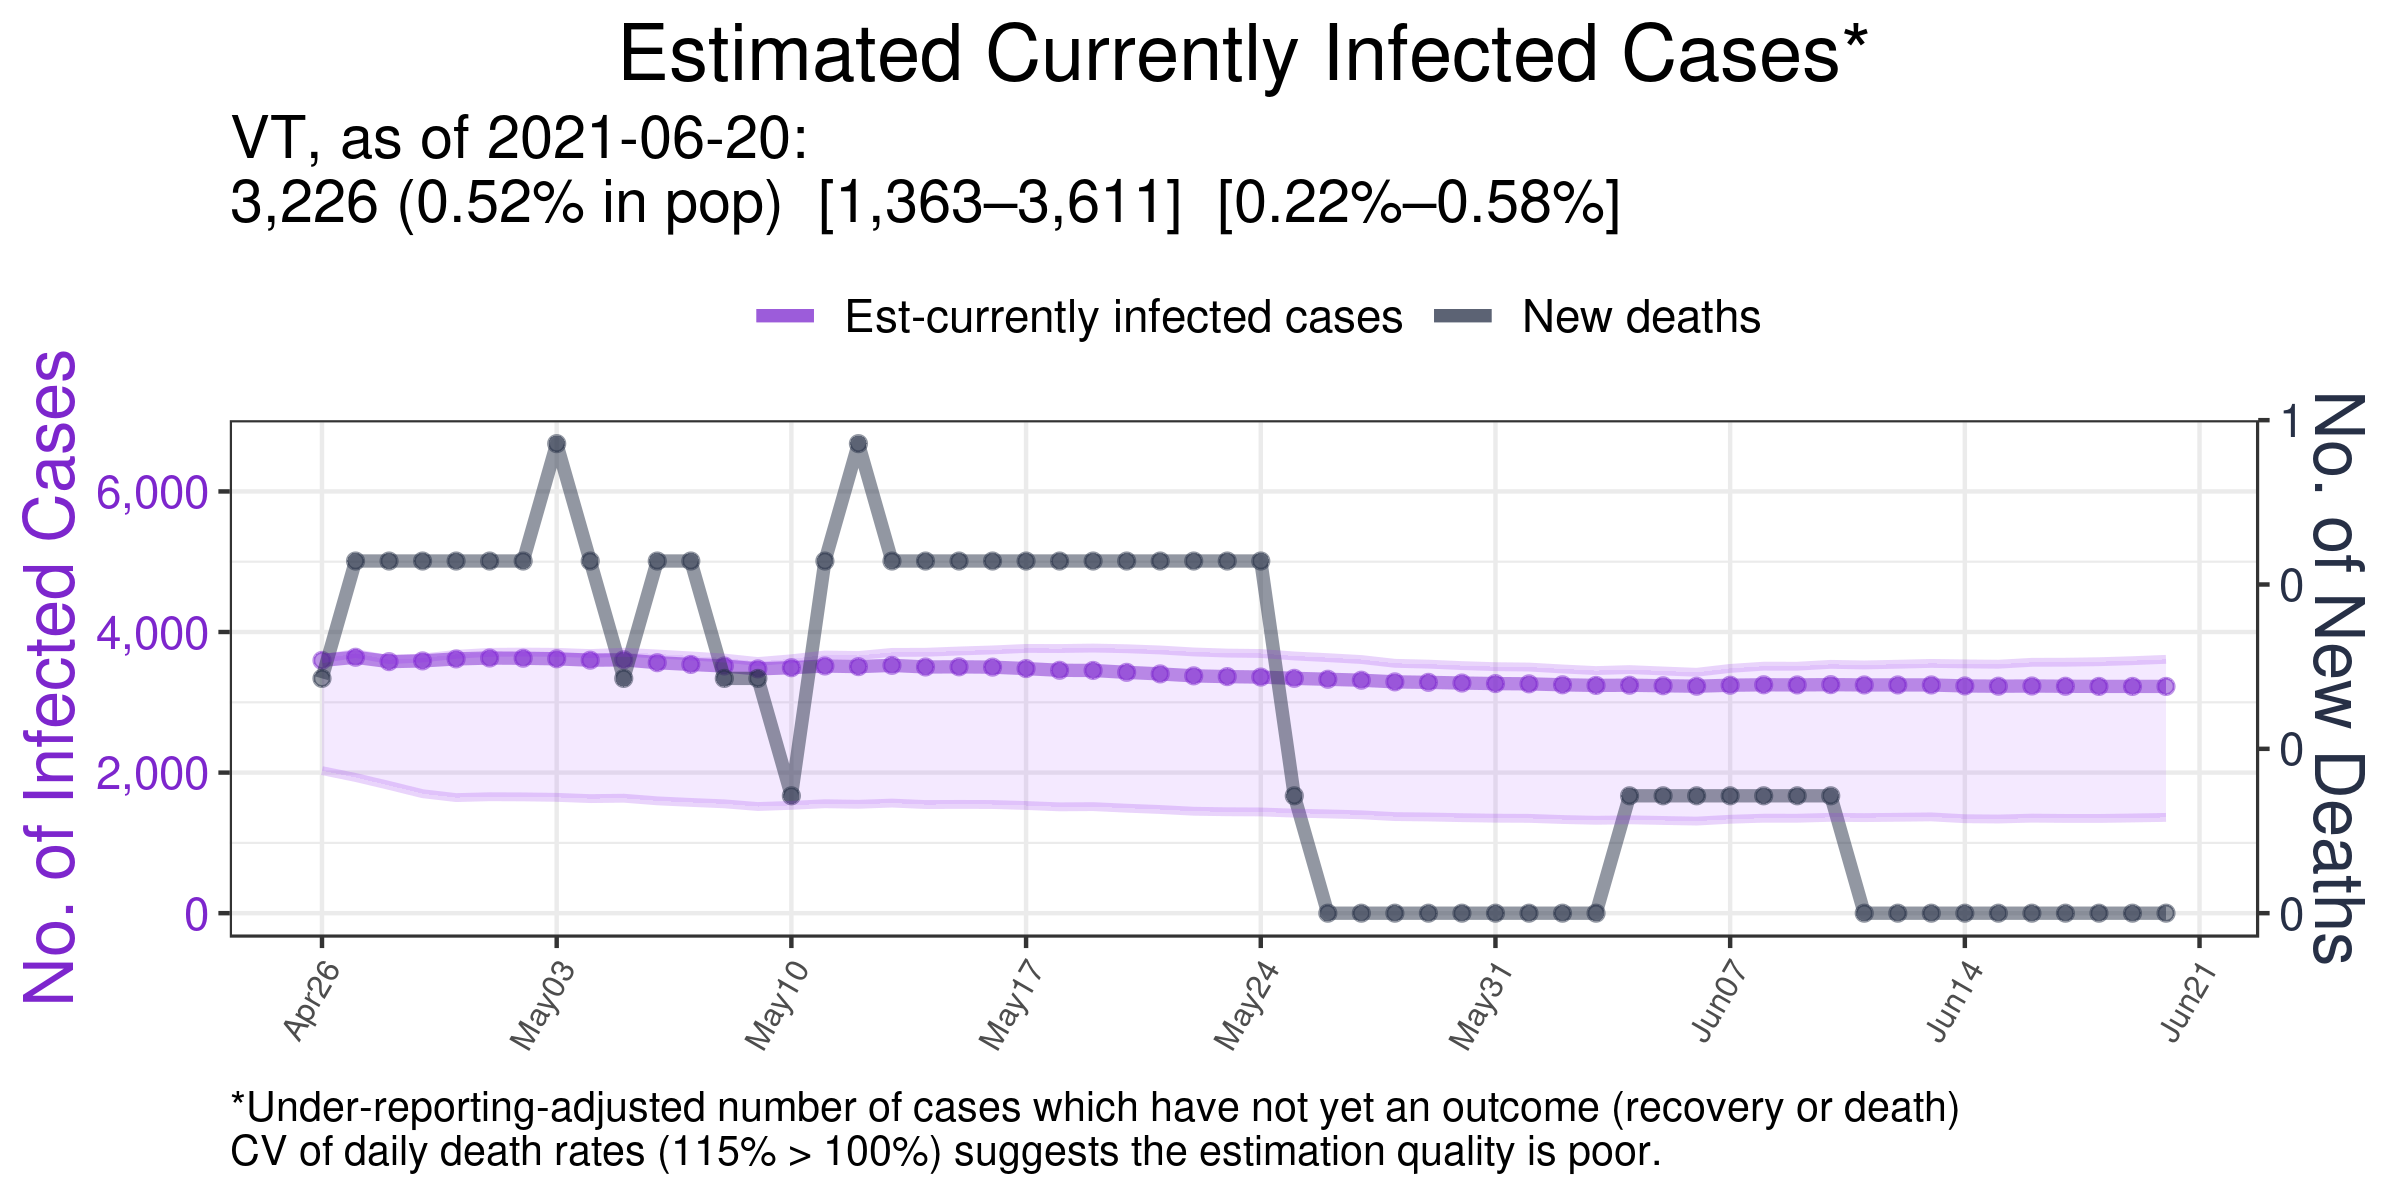 Estimated Currently Infected Cases*
VT, as of 2021-06-20:
3,226 (0.52% in pop)  [1,363–3,611]  [0.22%–0.58%]
Est-currently infected cases
New deaths
No. of Infected Cases
6,000
4,000
2,000
0
1
0
0
0
No. of New Deaths
Apr26
May03
May10
May17
May24
May31
Jun07
Jun14
Jun21
*Under-reporting-adjusted number of cases which have not yet an outcome (recovery or death)
CV of daily death rates (115% > 100%) suggests the estimation quality is poor.